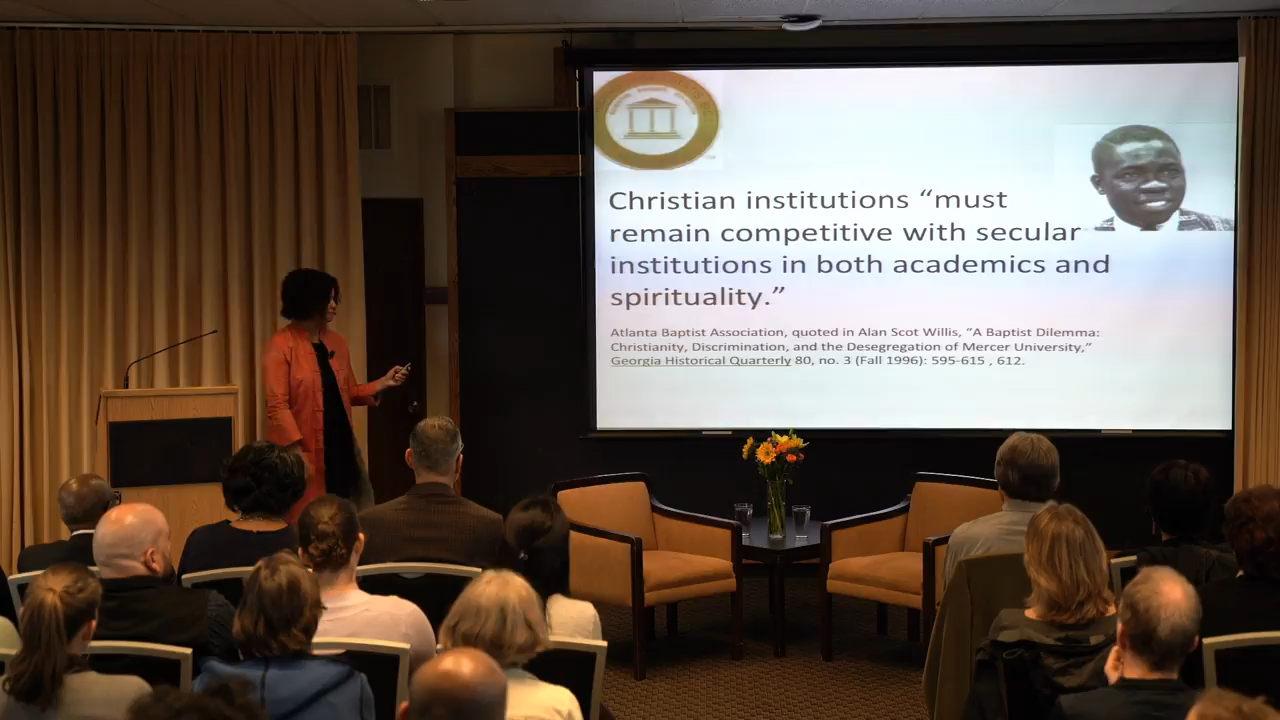 Christian institutions “must
remain competitive with secular
institutions in both academics and
spirituality.”
Atlanta Baptist Association, quoted in Alan Scot Willis, “A Baptist Dilemma:
Christianity, Discrimination, and the Desegregation of Mercer University,”
Georgia Historical Quarterly 80, no. 3 (Fall 1996): 595-615 , 612.